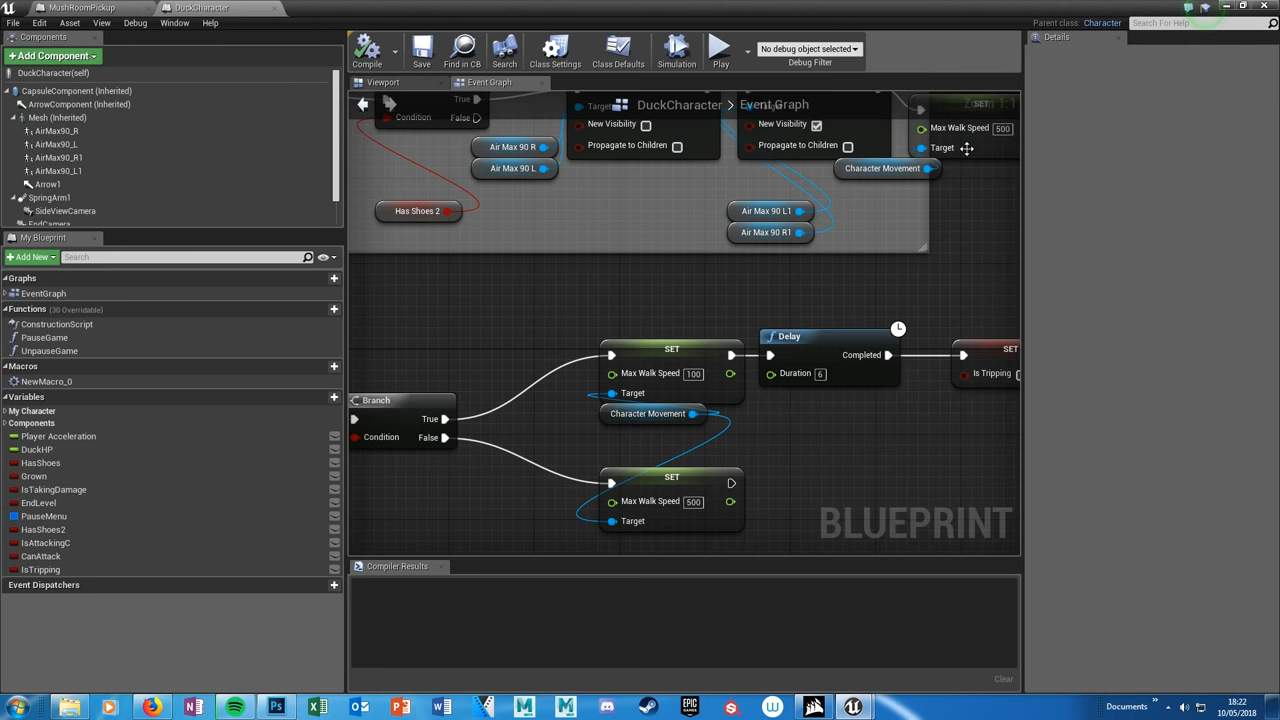 MushRoomPickup
DuckCharacter
File Edit Asset View Debug Window Help
Parent class: Character
Search For Help
Components
Add Component
DuckCharacter(self)
CapsuleComponent (Inherited)
ArrowComponent (Inherited)
Mesh (Inherited)
AirMax90_R
AirMax90_L
AirMax90_R1
AirMax90_L1
Arrow1
SpringArm1
SideViewCamera
EndCamera
My Blueprint
Add New
Search
Graphs
EventGraph
Functions (30 Overridable)
ConstructionScript
PauseGame
UnpauseGame
Macros
NewMacro_0
Variables
My Character
Components
Player Acceleration
DuckHP
HasShoes
Grown
IsTakingDamage
EndLevel
PauseMenu
HasShoes2
IsAttackingC
CanAttack
IsTripping
Event Dispatchers
Compile
Save
Find in CB
Search
Class Settings
Class Defaults
Simulation
Play
No debug object selected
Debug Filter
Viewport
Event Graph
DuckCharacter > Event Graph
Zoom 1:1
True
Condition False
Target
New Visibility
Propagate to Children
Target
New Visibility
Propagate to Children
SET
Max Walk Speed 500
Target
Air Max 90 R
Air Max 90 L
Character Movement
Has Shoes 2
Air Max 90 L1
Air Max 90 R1
Branch
True
Condition False
SET
Max Walk Speed 100
Target
Character Movement
Delay
Completed
Duration 6
SET
Is Tripping
SET
Max Walk Speed 500
Target
BLUEPRINT
Compiler Results
Clear
Details
Documents
18:22
10/05/2018